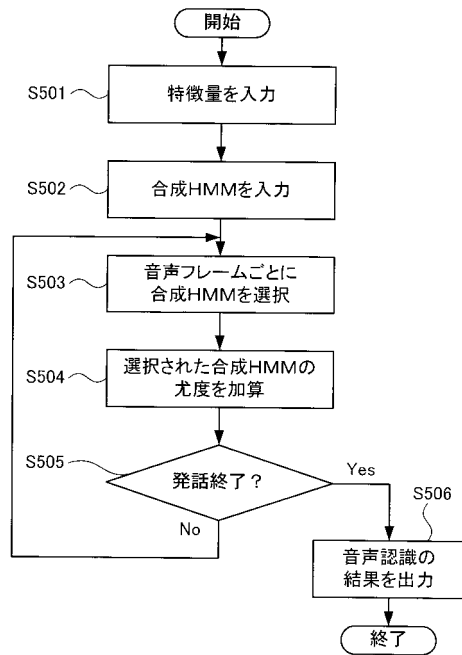 開始
S501
特徴量を入力
S502
合成HMMを入力
S503
音声フレームごとに
合成HMMを選択
S504
選択された合成HMMの
尤度を加算
S505
発話終了？
Yes
No
S506
音声認識の
結果を出力
終了